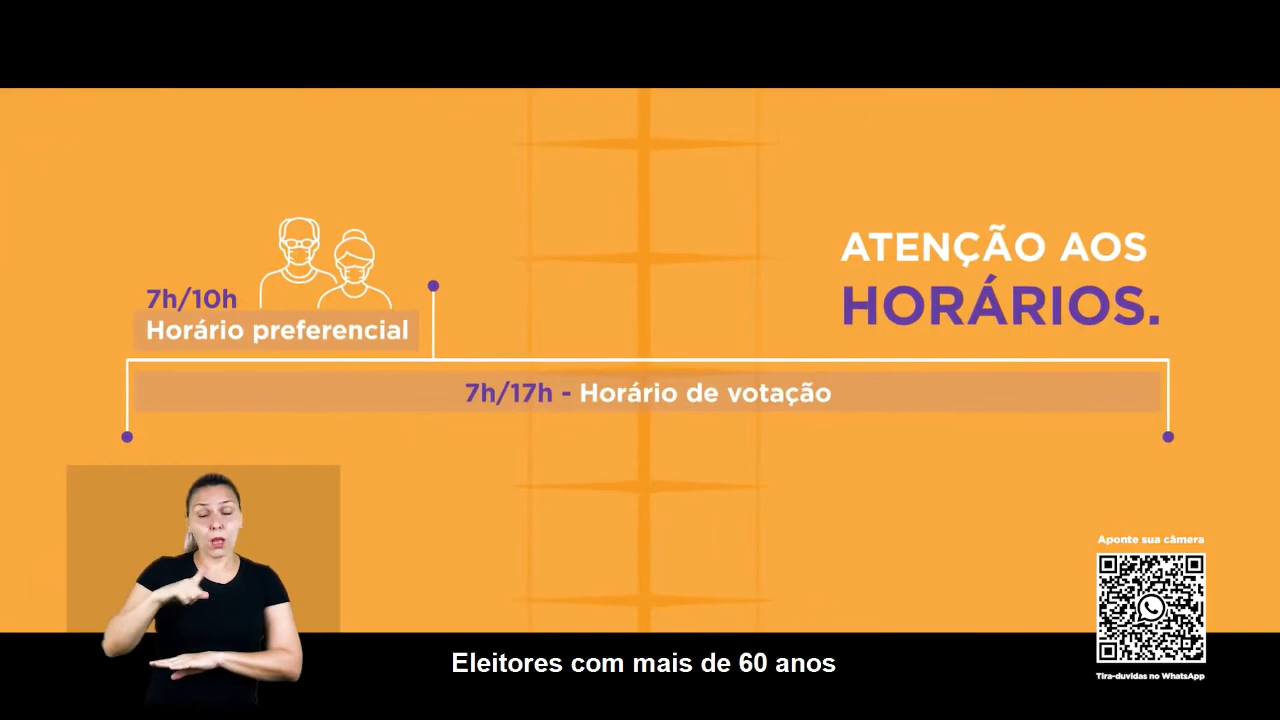 ATENÇÃO AOS
HORÁRIOS.
7h/10h
Horário preferencial
7h/17h - Horário de votação
Aponte sua câmera
Tira-duvidas no WhatsApp
Eleitores com mais de 60 anos